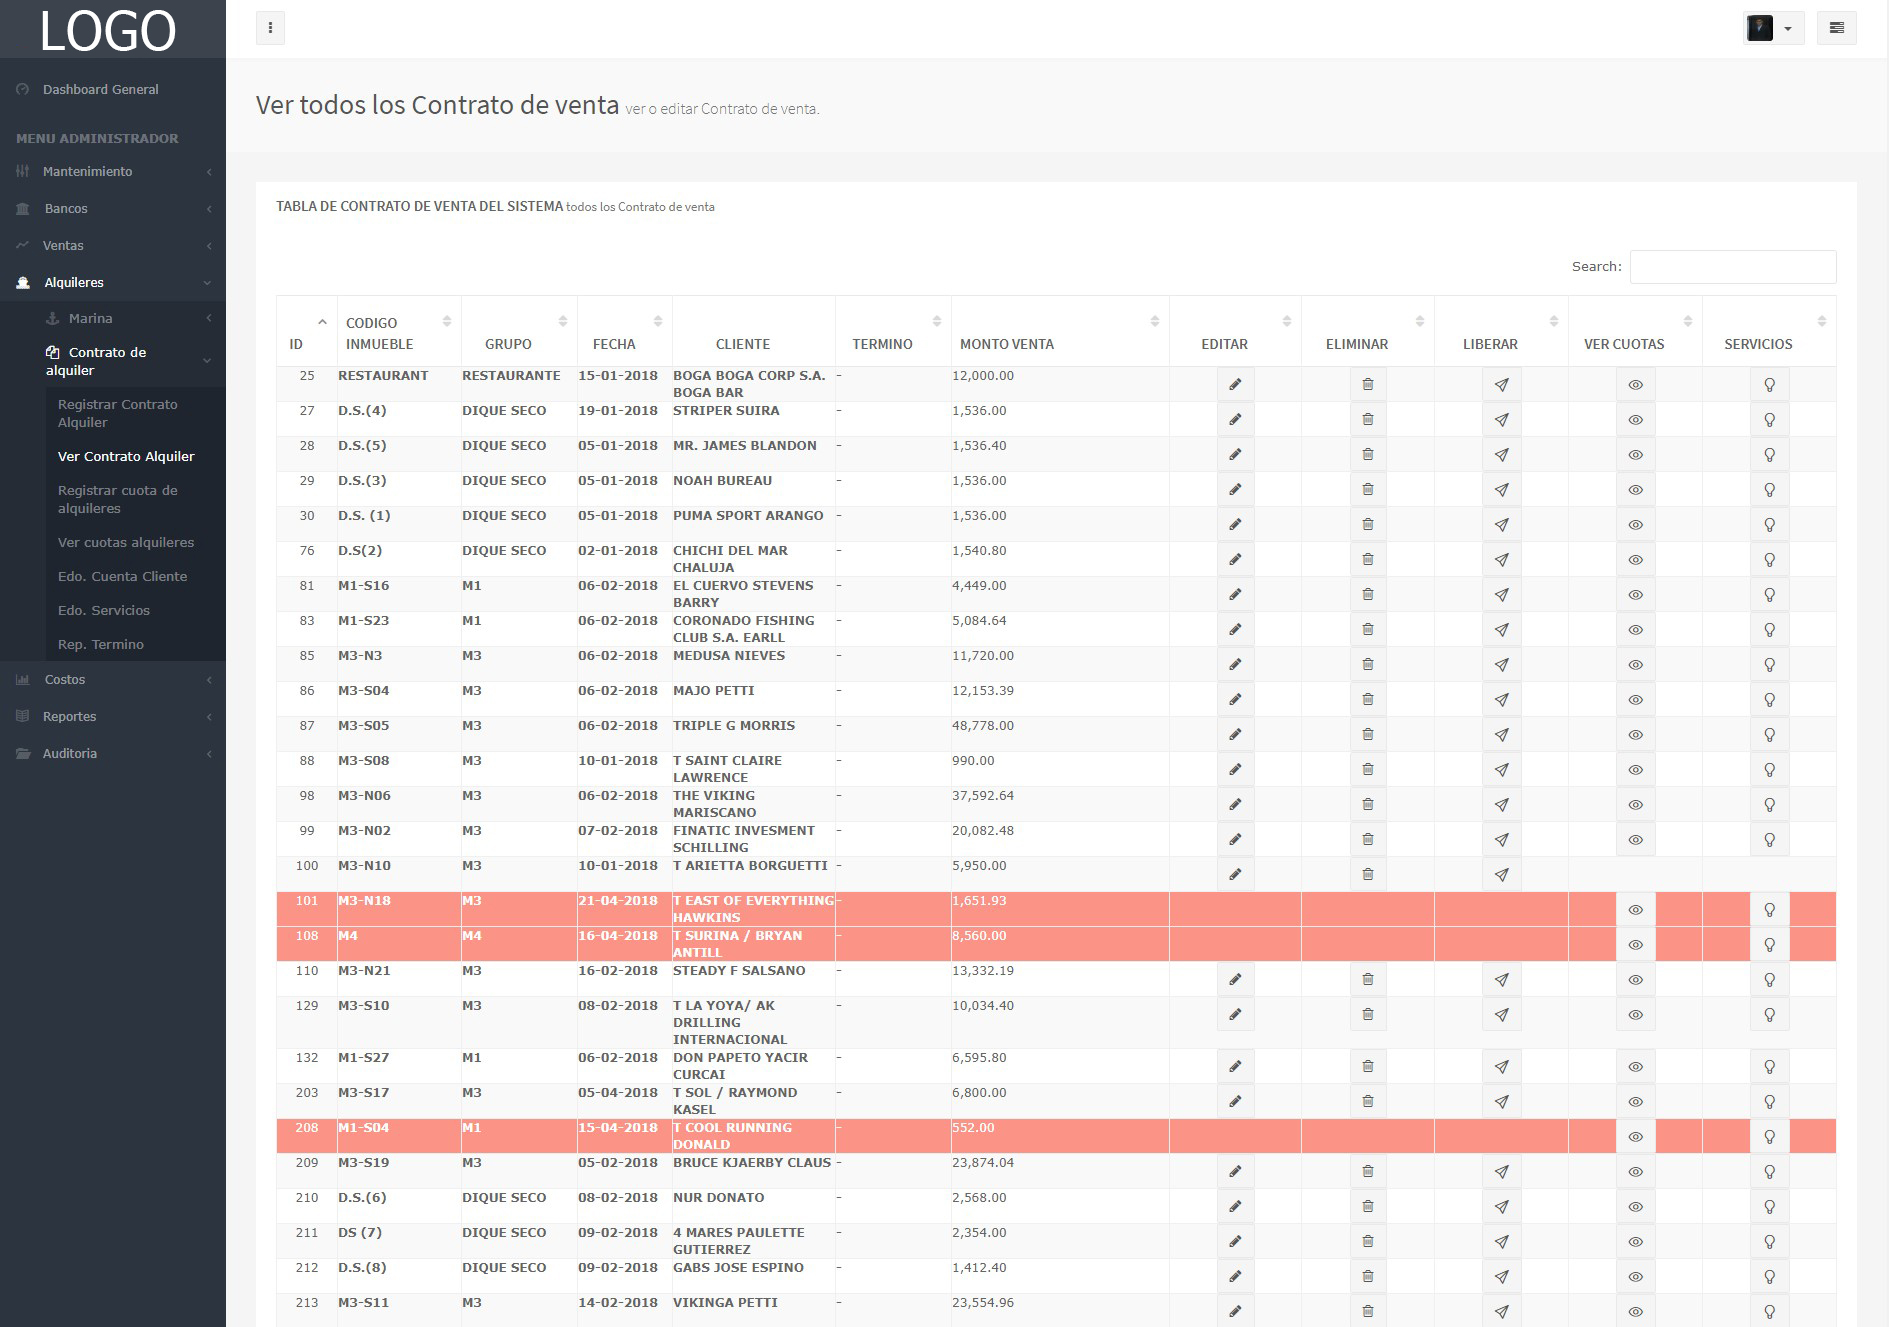 LOGO
Dashboard General
MENU ADMINISTRADOR
Mantenimiento
Bancos
Ventas
Alquileres
Marina
Contrato de
alquiler
Registrar Contrato
Alquiler
Ver Contrato Alquiler
Registrar cuota de
alquileres
Ver cuotas alquileres
Edo. Cuenta Cliente
Edo. Servicios
Rep. Termino
Costos
Reportes
Auditoria
Ver todos los Contrato de venta ver o editar Contrato de venta.
TABLA DE CONTRATO DE VENTA DEL SISTEMA todos los Contrato de venta
Search:
ID CODIGO INMUEBLE GRUPO FECHA CLIENTE TERMINO MONTO VENTA EDITAR ELIMINAR LIBERAR VER CUOTAS SERVICIOS
25 RESTAURANT RESTAURANTE 15-01-2018 BOGA BOGA CORP S.A. BOGA BAR - 12,000.00
27 D.S.(4) DIQUE SECO 19-01-2018 STRIPER SUIRA - 1,536.00
28 D.S.(5) DIQUE SECO 05-01-2018 MR. JAMES BLANDON - 1,536.40
29 D.S.(3) DIQUE SECO 05-01-2018 NOAH BUREAU - 1,536.00
30 D.S. (1) DIQUE SECO 05-01-2018 PUMA SPORT ARANGO - 1,536.00
76 D.S(2) DIQUE SECO 02-01-2018 CHICHI DEL MAR CHALUJA - 1,540.80
81 M1-S16 M1 06-02-2018 EL CUERVO STEVENS BARRY - 4,449.00
83 M1-S23 M1 06-02-2018 CORONADO FISHING CLUB S.A. EARLL - 5,084.64
85 M3-N3 M3 06-02-2018 MEDUSA NIEVES - 11,720.00
86 M3-S04 M3 06-02-2018 MAJO PETTI - 12,153.39
87 M3-S05 M3 06-02-2018 TRIPLE G MORRIS - 48,778.00
88 M3-S08 M3 10-01-2018 T SAINT CLAIRE LAWRENCE - 990.00
98 M3-N06 M3 06-02-2018 THE VIKING MARISCANO - 37,592.64
99 M3-N02 M3 07-02-2018 FINATIC INVESMENT SCHILLING - 20,082.48
100 M3-N10 M3 10-01-2018 T ARIETTA BORGUETTI - 5,950.00
101 M3-N18 M3 21-04-2018 T EAST OF EVERYTHING HAWKINS - 1,651.93
108 M4 M4 16-04-2018 T SURINA / BRYAN ANTILL - 8,560.00
110 M3-N21 M3 16-02-2018 STEADY F SALSANO - 13,332.19
129 M3-S10 M3 08-02-2018 T LA YOYA/ AK DRILLING INTERNACIONAL - 10,034.40
132 M1-S27 M1 06-02-2018 DON PAPETO YACIR CURCAI - 6,595.80
203 M3-S17 M3 05-04-2018 T SOL / RAYMOND KASEL - 6,800.00
208 M1-S04 M1 15-04-2018 T COOL RUNNING DONALD - 552.00
209 M3-S19 M3 05-02-2018 BRUCE KJAERBY CLAUS - 23,874.04
210 D.S.(6) DIQUE SECO 08-02-2018 NUR DONATO - 2,568.00
211 DS (7) DIQUE SECO 09-02-2018 4 MARES PAULETTE GUTIERREZ - 2,354.00
212 D.S.(8) DIQUE SECO 09-02-2018 GABS JOSE ESPINO - 1,412.40
213 M3-S11 M3 14-02-2018 VIKINGA PETTI - 23,554.96